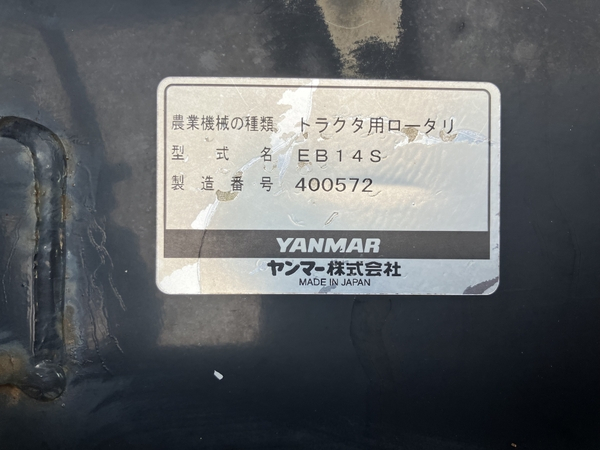 農業機械の種類 トラクタ用ロータリ
型式名 EB14S
製造番号 400572
YANMAR
ヤンマー株式会社
MADE IN JAPAN